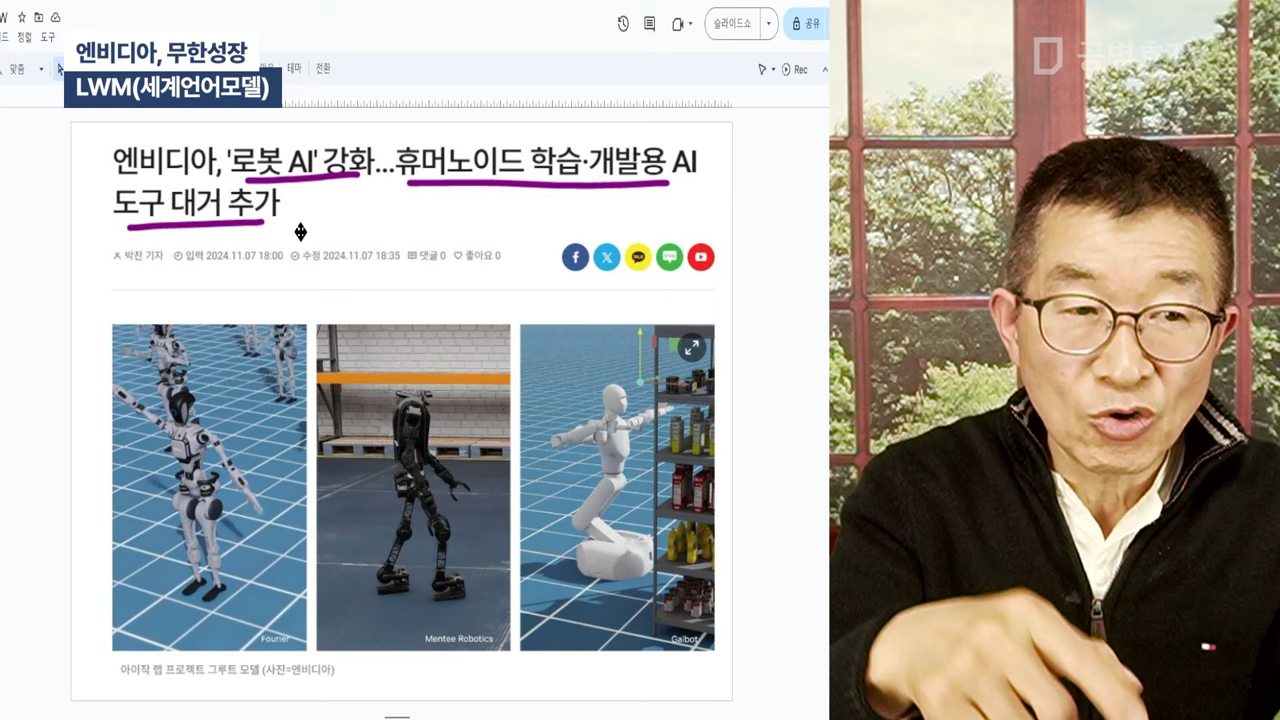 슬라이드쇼
공유
도구
엔비디아, 무한성장
LWM(세계언어모델)
맞춤
테마
전환
Rec
엔비디아, '로봇 AI' 강화...휴머노이드 학습·개발용 AI
도구 대거 추가
박찬 기자 입력 2024.11.07 18:00 수정 2024.11.07 18:35 댓글 0 좋아요 0
Fourier
Mentee Robotics
Galbot
아이작 랩 프로젝트 그루트 모델 (사진=엔비디아)